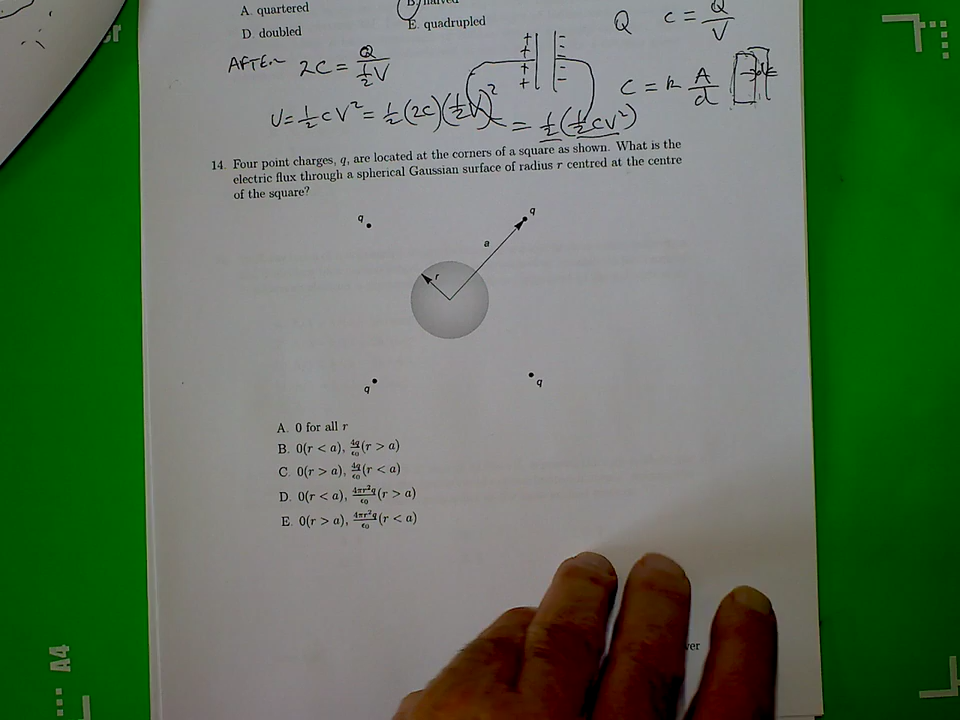 A. quartered
B. halved
D. doubled
E. quadrupled
Q C = Q/V
AFTER 2C = Q/½V
+ + + +
- - - -
C = k A/d
U = ½CV² = ½(2C)(½V)² = ½(½CV²)
14. Four point charges, q, are located at the corners of a square as shown. What is the
electric flux through a spherical Gaussian surface of radius r centred at the centre
of the square?
q
q
a
r
q
q
A. 0 for all r
B. 0(r < a), 4q/ϵ0 (r > a)
C. 0(r > a), 4q/ϵ0 (r < a)
D. 0(r < a), 4πr²q/ϵ0 (r > a)
E. 0(r > a), 4πr²q/ϵ0 (r < a)
A4